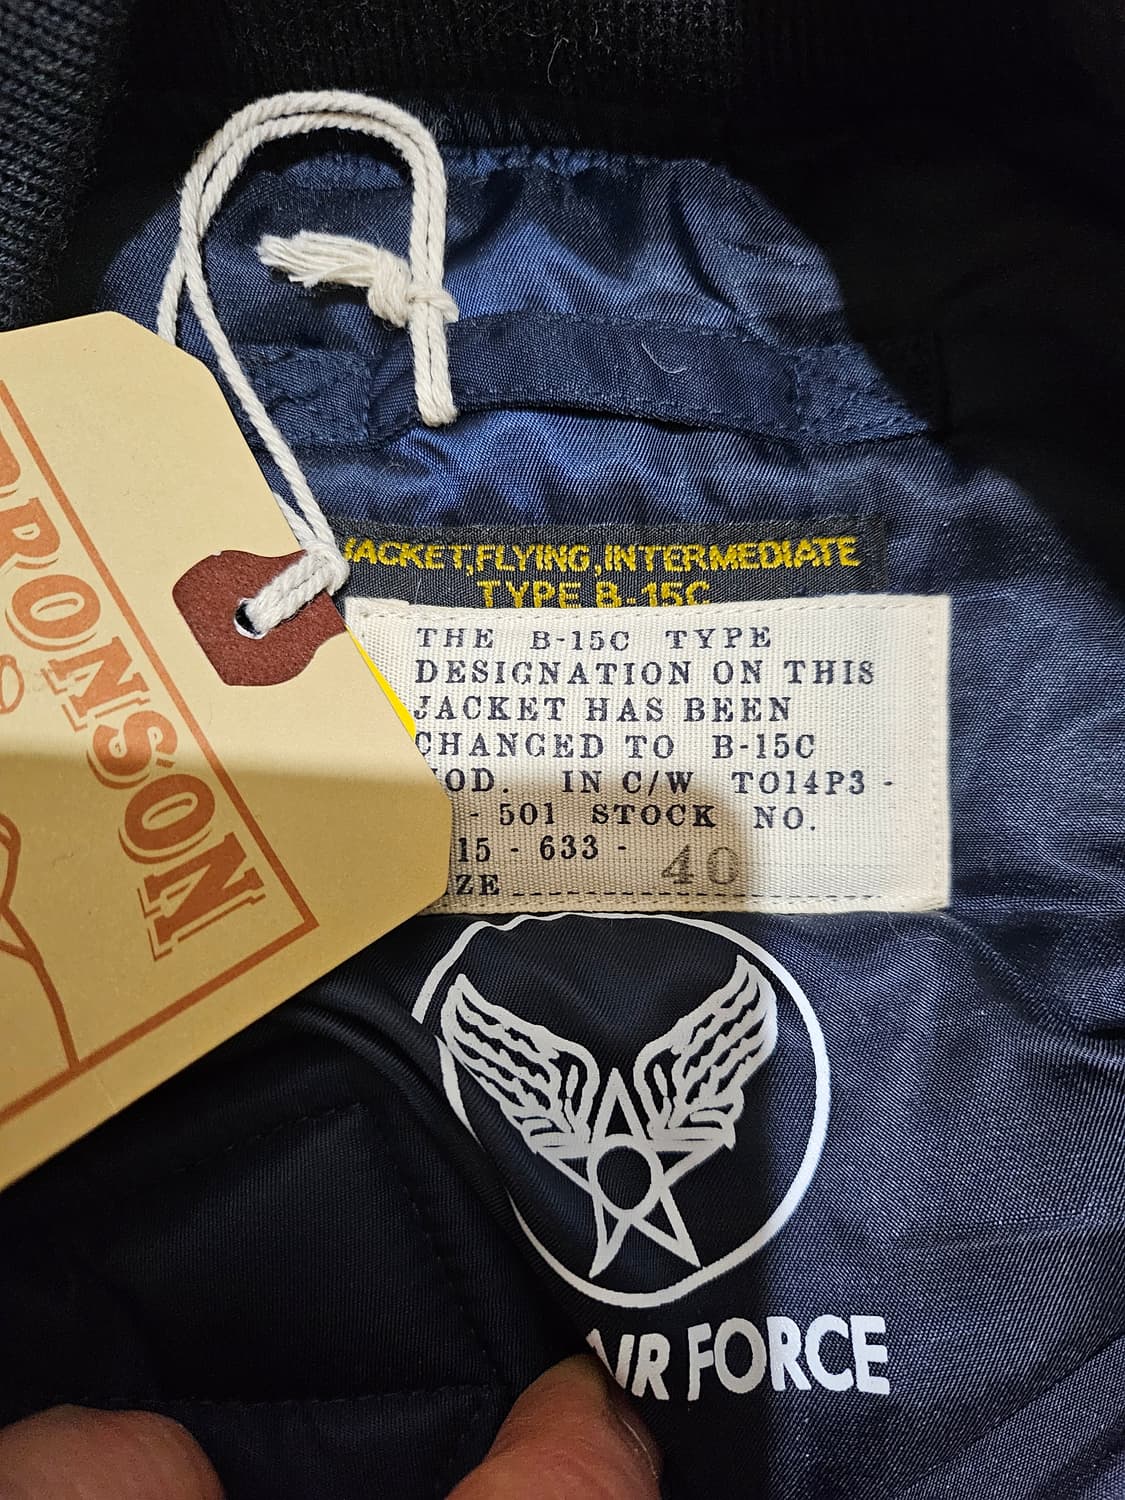 BRONSON
JACKET,FLYING,INTERMEDIATE
TYPE B-15C
THE B-15C TYPE
DESIGNATION ON THIS
JACKET HAS BEEN
CHANGED TO B-15C
MOD. IN C/W TO14P3 -
- 501 STOCK NO.
15 - 633 -
40
AIR FORCE